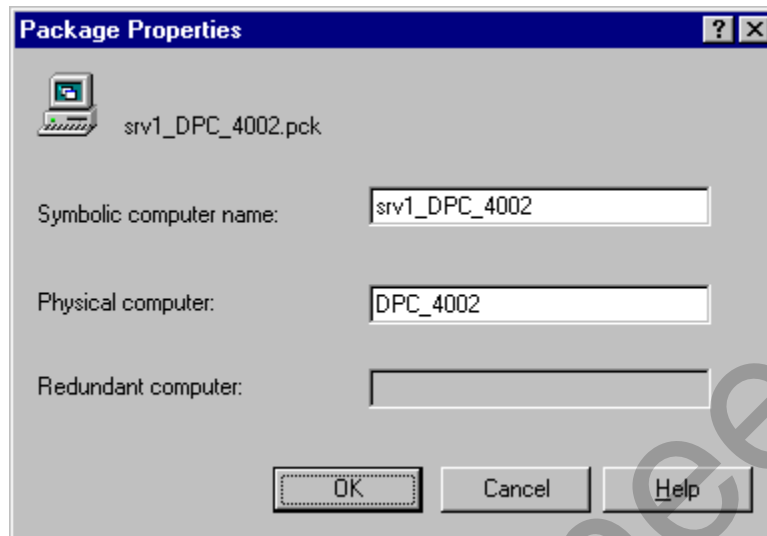 Package Properties
srv1_DPC_4002.pck
Symbolic computer name: srv1_DPC_4002
Physical computer: DPC_4002
Redundant computer:
OK Cancel Help